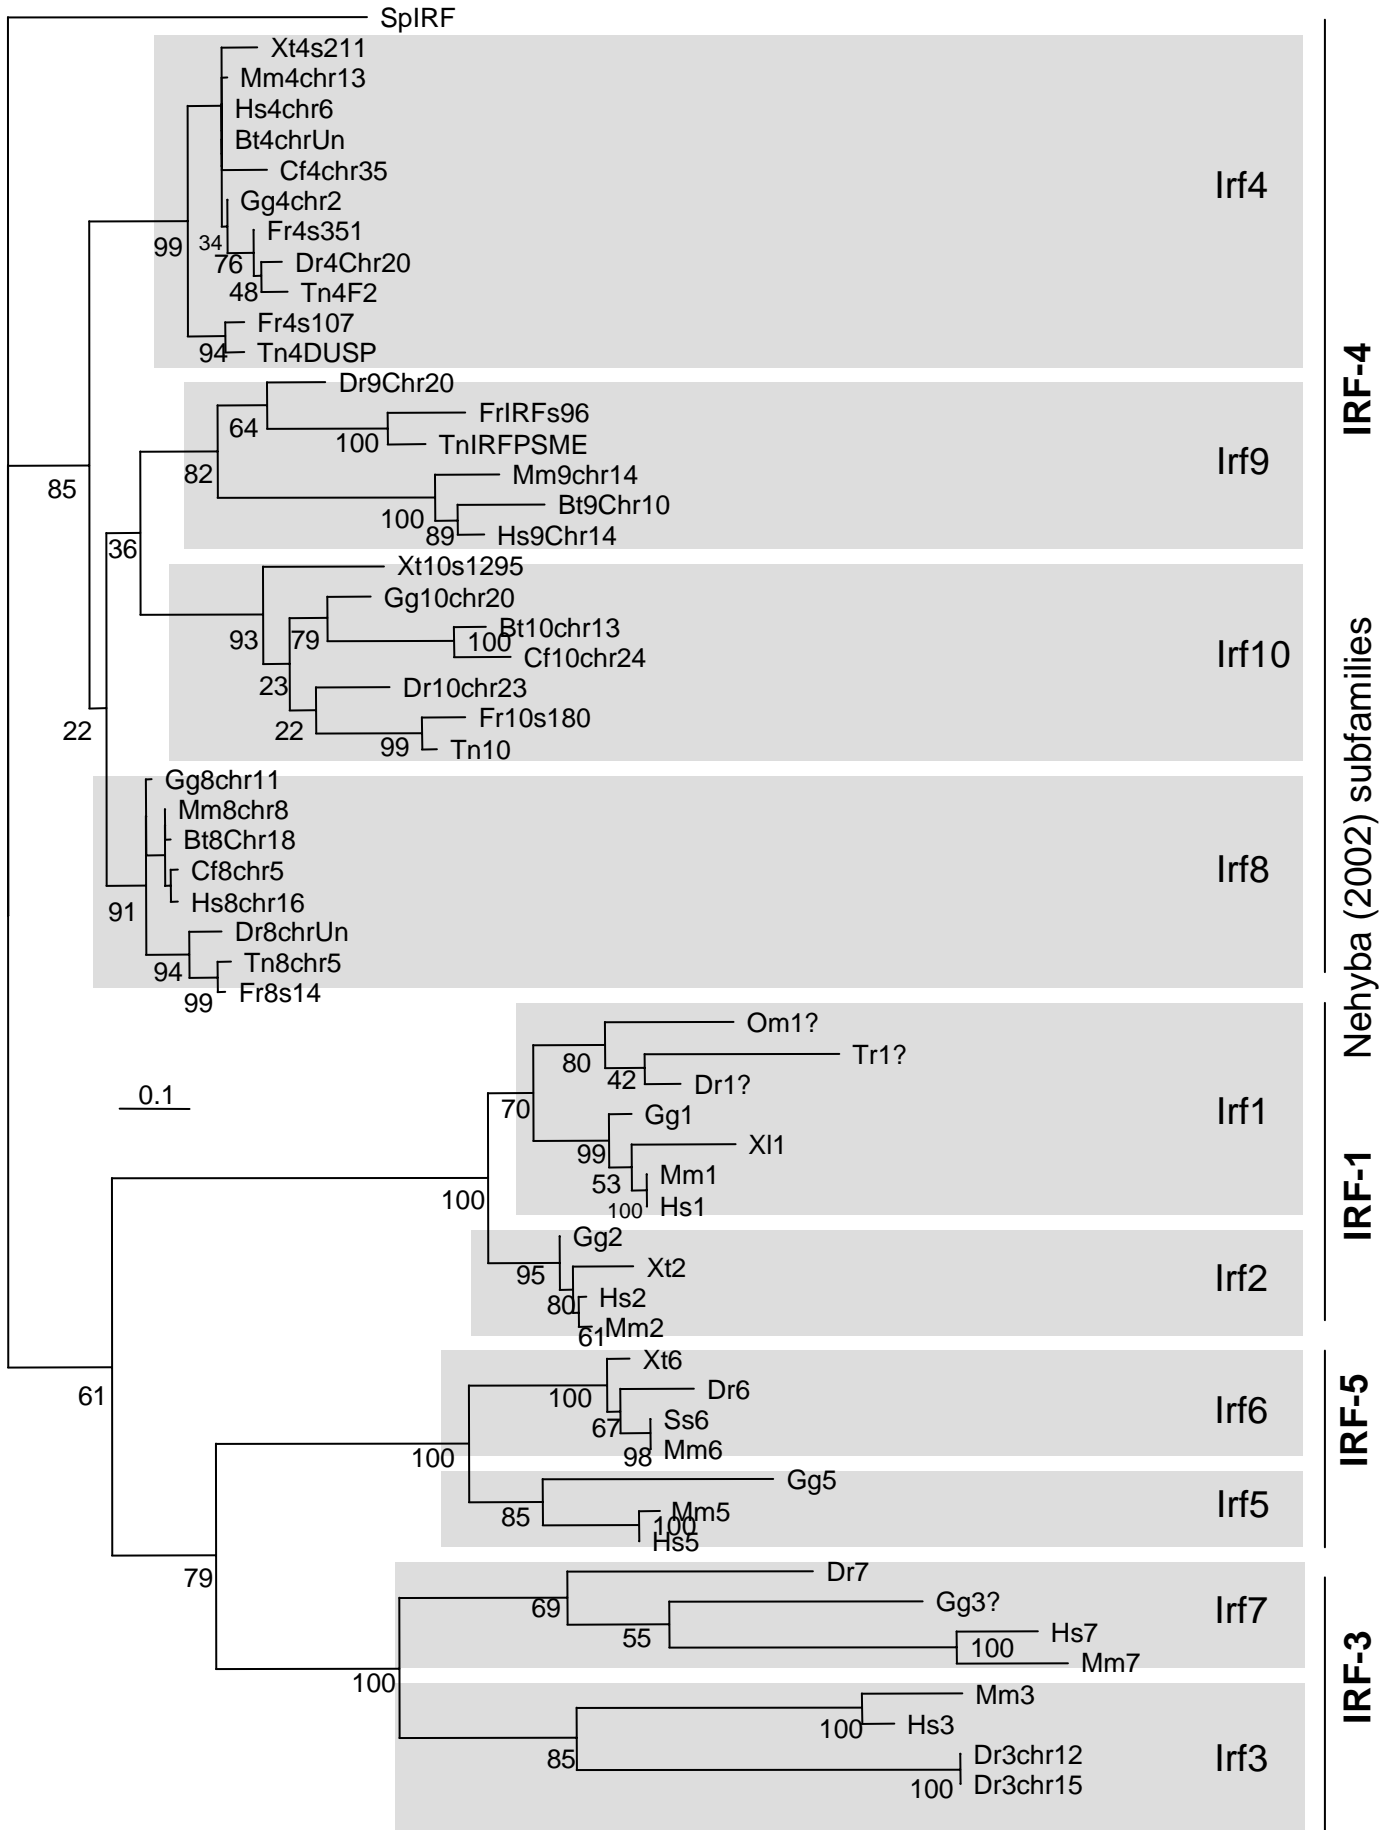 SpIRF
Xt4s211
Mm4chr13
Hs4chr6
Bt4chrUn
Cf4chr35
Irf4
Gg4chr2
Fr4s351
99
34
76
Dr4Chr20
48
Tn4F2
Fr4s107
94
Tn4DUSP
IRF-4
Dr9Chr20
FrIRFs96
64
100
TnIRFPSME
Irf9
82
Mm9chr14
85
Bt9Chr10
100
89
Hs9Chr14
36
Xt10s1295
Gg10chr20
Bt10chr13
93
79
100
Cf10chr24
Irf10
23
Dr10chr23
Fr10s180
22
22
99
Tn10
Gg8chr11
Mm8chr8
Bt8Chr18
Cf8chr5
Irf8
Hs8chr16
91
Dr8chrUn
Tn8chr5
94
Fr8s14
99
Nehyba (2002) subfamilies
Om1?
Tr1?
80
42
Dr1?
0.1
70
Gg1
Irf1
Xl1
99
Mm1
53
Hs1
100
100
IRF-1
Gg2
Xt2
95
Irf2
Hs2
80
Mm2
61
Xt6
Dr6
61
100
Irf6
Ss6
67
Mm6
98
100
IRF-5
Gg5
Mm5
85
100
Hs5
Irf5
Dr7
79
Gg3?
69
Irf7
Hs7
55
100
Mm7
100
IRF-3
Mm3
Hs3
100
Dr3chr12
85
Irf3
Dr3chr15
100